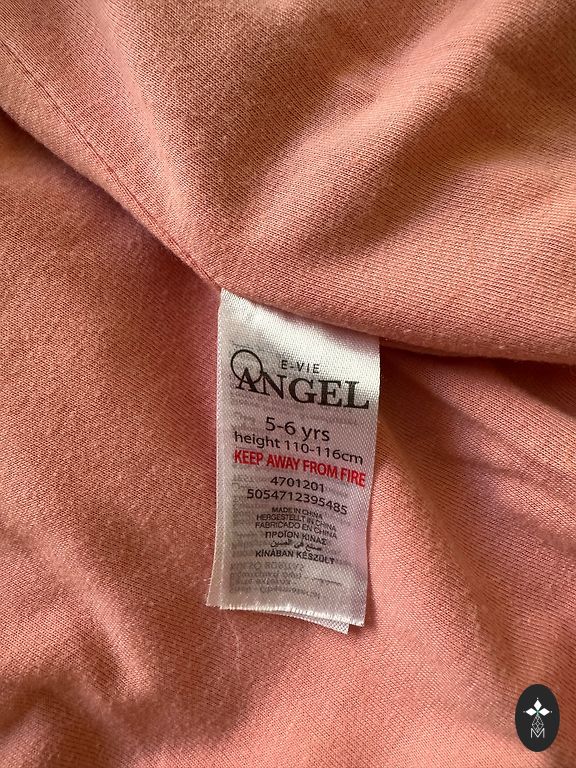 E-VIE
ANGEL
5-6 yrs
height 110-116cm
KEEP AWAY FROM FIRE
4701201
5054712395485
MADE IN CHINA
HERGESTELLT IN CHINA
FABRICADO EN CHINA
ΠΡΟΪΟΝ ΚΙΝΑΣ
صنع في الصين
KÍNÁBAN KÉSZÜLT